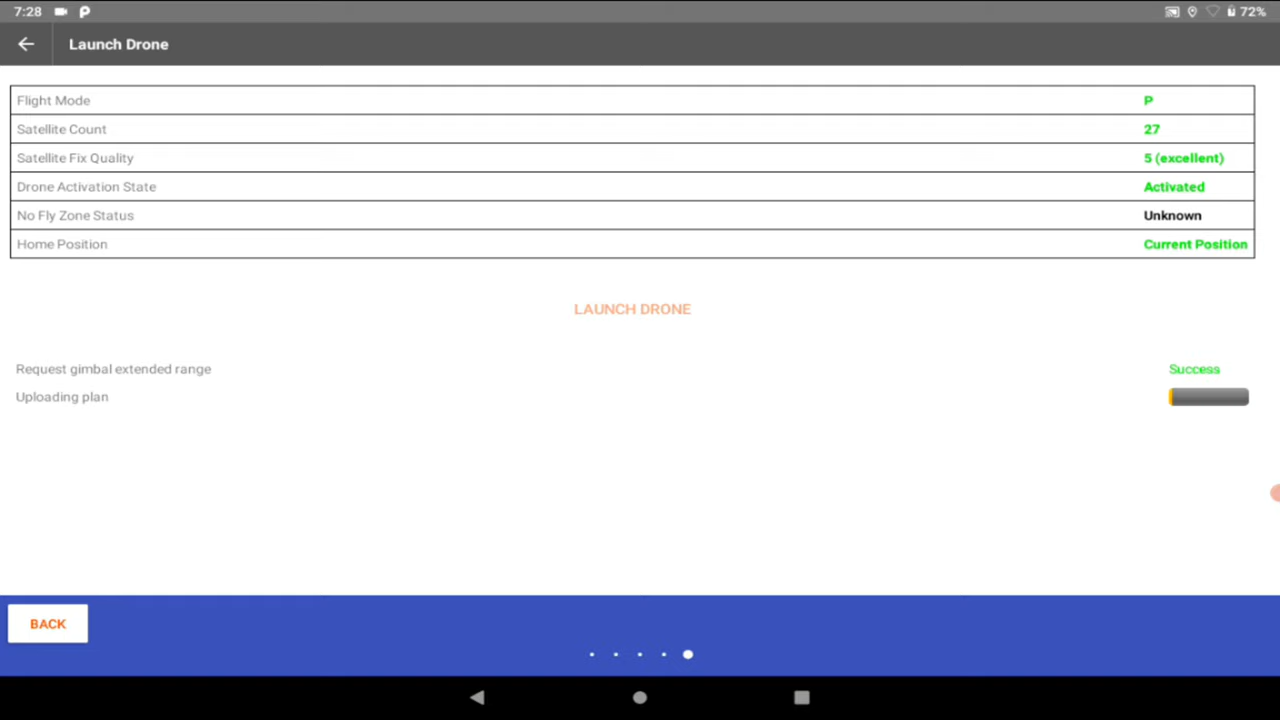 7:28
72%
Launch Drone
Flight Mode P
Satellite Count 27
Satellite Fix Quality 5 (excellent)
Drone Activation State Activated
No Fly Zone Status Unknown
Home Position Current Position
LAUNCH DRONE
Request gimbal extended range Success
Uploading plan
BACK